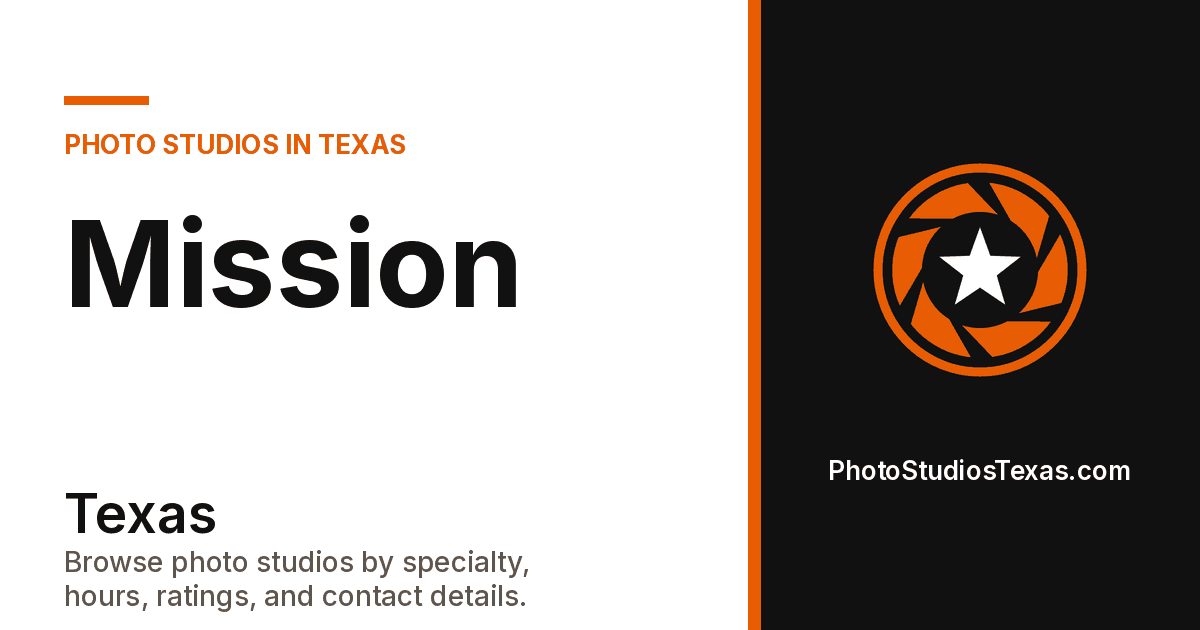 PHOTO STUDIOS IN TEXAS
Mission
Texas
Browse photo studios by specialty,
hours, ratings, and contact details.
PhotoStudiosTexas.com